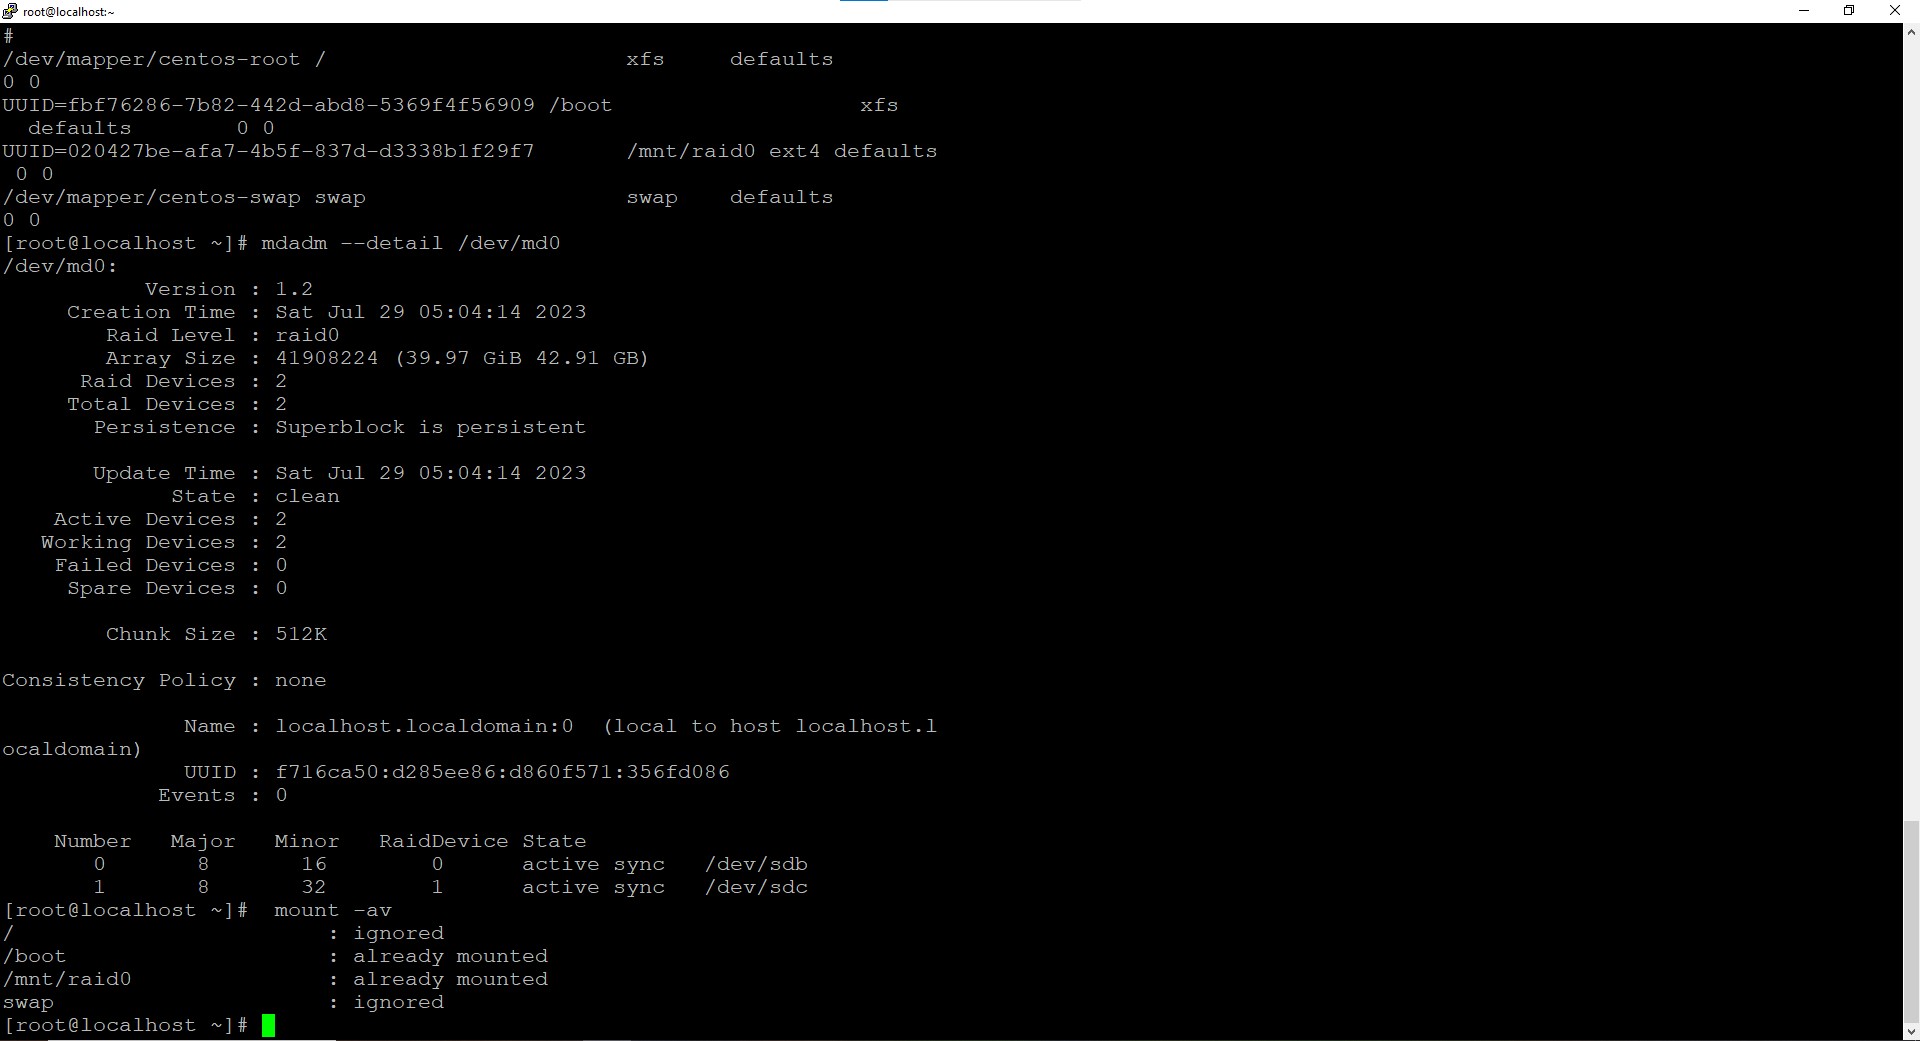 root@localhost:~
#
/dev/mapper/centos-root /                       xfs     defaults
0 0
UUID=fbf76286-7b82-442d-abd8-5369f4f56909 /boot                   xfs
  defaults        0 0
UUID=020427be-afa7-4b5f-837d-d3338b1f29f7       /mnt/raid0 ext4 defaults
 0 0
/dev/mapper/centos-swap swap                    swap    defaults
0 0
[root@localhost ~]# mdadm --detail /dev/md0
/dev/md0:
           Version : 1.2
     Creation Time : Sat Jul 29 05:04:14 2023
        Raid Level : raid0
        Array Size : 41908224 (39.97 GiB 42.91 GB)
      Raid Devices : 2
     Total Devices : 2
       Persistence : Superblock is persistent

       Update Time : Sat Jul 29 05:04:14 2023
             State : clean
    Active Devices : 2
   Working Devices : 2
    Failed Devices : 0
     Spare Devices : 0

        Chunk Size : 512K

Consistency Policy : none

              Name : localhost.localdomain:0  (local to host localhost.l
ocaldomain)
              UUID : f716ca50:d285ee86:d860f571:356fd086
            Events : 0

    Number   Major   Minor   RaidDevice State
       0       8       16        0      active sync   /dev/sdb
       1       8       32        1      active sync   /dev/sdc
[root@localhost ~]#  mount -av
/                        : ignored
/boot                    : already mounted
/mnt/raid0               : already mounted
swap                     : ignored
[root@localhost ~]#